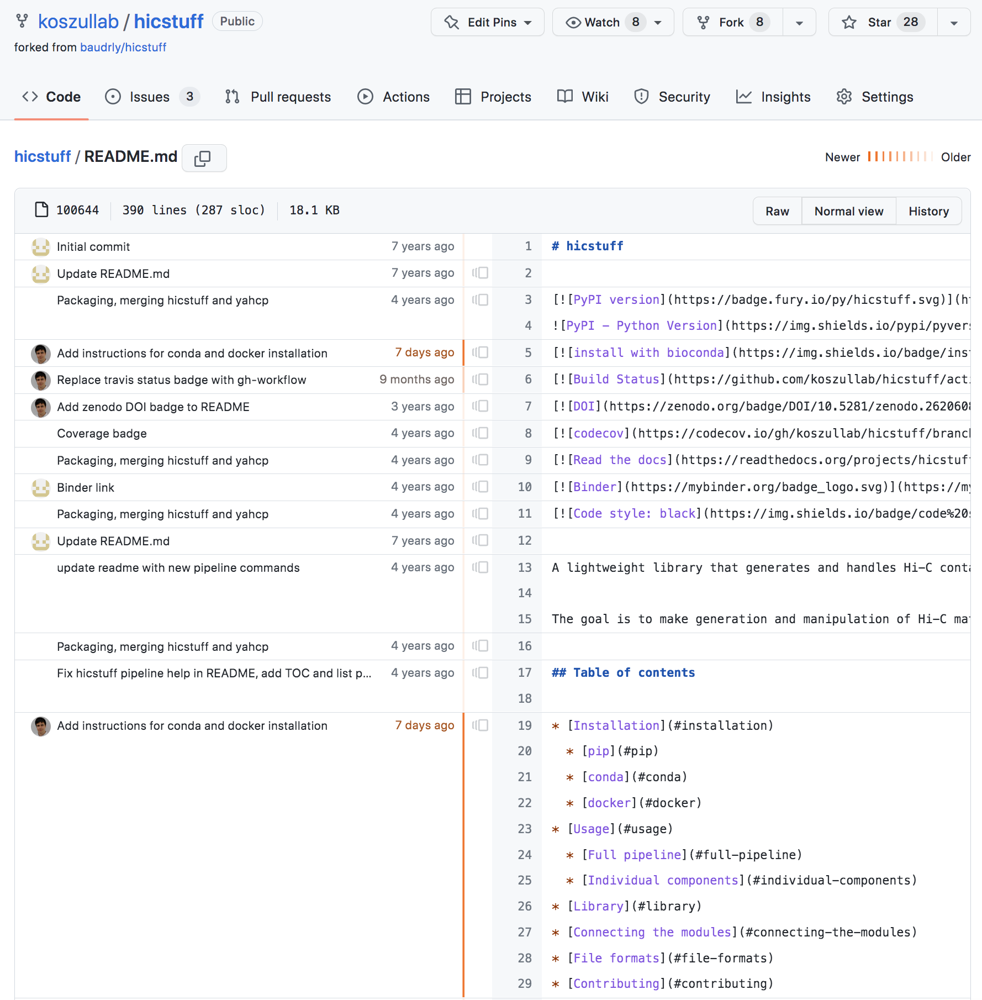 koszullab / hicstuff Public
Edit Pins Watch 8 Fork 8 Star 28
forked from baudrly/hicstuff
Code Issues 3 Pull requests Actions Projects Wiki Security Insights Settings
hicstuff / README.md
Newer Older
100644 390 lines (287 sloc) 18.1 KB Raw Normal view History
Initial commit 7 years ago 1 # hicstuff
Update README.md 7 years ago 2
Packaging, merging hicstuff and yahcp 4 years ago 3 [![PyPI version](https://badge.fury.io/py/hicstuff.svg)](h
4 ![PyPI - Python Version](https://img.shields.io/pypi/pyver
Add instructions for conda and docker installation 7 days ago 5 [![install with bioconda](https://img.shields.io/badge/ins
Replace travis status badge with gh-workflow 9 months ago 6 [![Build Status](https://github.com/koszullab/hicstuff/act
Add zenodo DOI badge to README 3 years ago 7 [![DOI](https://zenodo.org/badge/DOI/10.5281/zenodo.262060
Coverage badge 4 years ago 8 [![codecov](https://codecov.io/gh/koszullab/hicstuff/branc
Packaging, merging hicstuff and yahcp 4 years ago 9 [![Read the docs](https://readthedocs.org/projects/hicstuf
Binder link 4 years ago 10 [![Binder](https://mybinder.org/badge_logo.svg)](https://m
Packaging, merging hicstuff and yahcp 4 years ago 11 [![Code style: black](https://img.shields.io/badge/code%20
Update README.md 7 years ago 12
update readme with new pipeline commands 4 years ago 13 A lightweight library that generates and handles Hi-C conta
14
15 The goal is to make generation and manipulation of Hi-C ma
Packaging, merging hicstuff and yahcp 4 years ago 16
Fix hicstuff pipeline help in README, add TOC and list p... 4 years ago 17 ## Table of contents
18
Add instructions for conda and docker installation 7 days ago 19 * [Installation](#installation)
20 * [pip](#pip)
21 * [conda](#conda)
22 * [docker](#docker)
23 * [Usage](#usage)
24 * [Full pipeline](#full-pipeline)
25 * [Individual components](#individual-components)
26 * [Library](#library)
27 * [Connecting the modules](#connecting-the-modules)
28 * [File formats](#file-formats)
29 * [Contributing](#contributing)